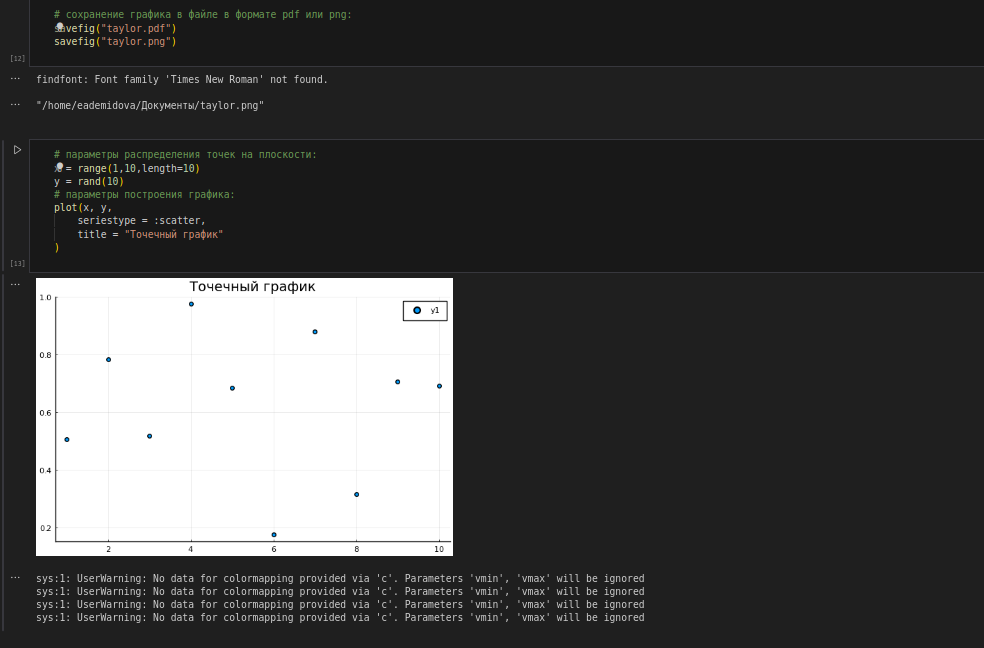 # сохранение графика в файле в формате pdf или png:
savefig("taylor.pdf")
savefig("taylor.png")
[12]
... findfont: Font family 'Times New Roman' not found.
... "/home/eademidova/Документы/taylor.png"
# параметры распределения точек на плоскости:
x = range(1,10,length=10)
y = rand(10)
# параметры построения графика:
plot(x, y,
seriestype = :scatter,
title = "Точечный график"
)
[13]
...
Точечный график
1.0
y1
0.8
0.6
0.4
0.2
2 4 6 8 10
... sys:1: UserWarning: No data for colormapping provided via 'c'. Parameters 'vmin', 'vmax' will be ignored
sys:1: UserWarning: No data for colormapping provided via 'c'. Parameters 'vmin', 'vmax' will be ignored
sys:1: UserWarning: No data for colormapping provided via 'c'. Parameters 'vmin', 'vmax' will be ignored
sys:1: UserWarning: No data for colormapping provided via 'c'. Parameters 'vmin', 'vmax' will be ignored